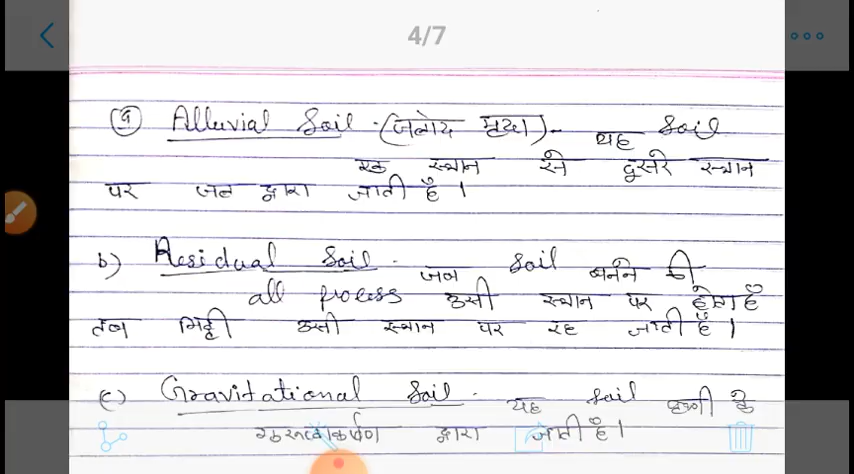 4/7
(a) Alluvial Soil - (जलोढ मृदा) - यह Soil
एक स्थान से दूसरे स्थान
पर जल द्वारा जाती है।
b) Residual Soil - जब Soil बनने की
all process उसी स्थान पर होता है
तब मिट्टी उसी स्थान पर रह जाती है।
(c) Gravitational Soil - यह Soil पृथ्वी के
गुरुत्वाकर्षण द्वारा जाती है।